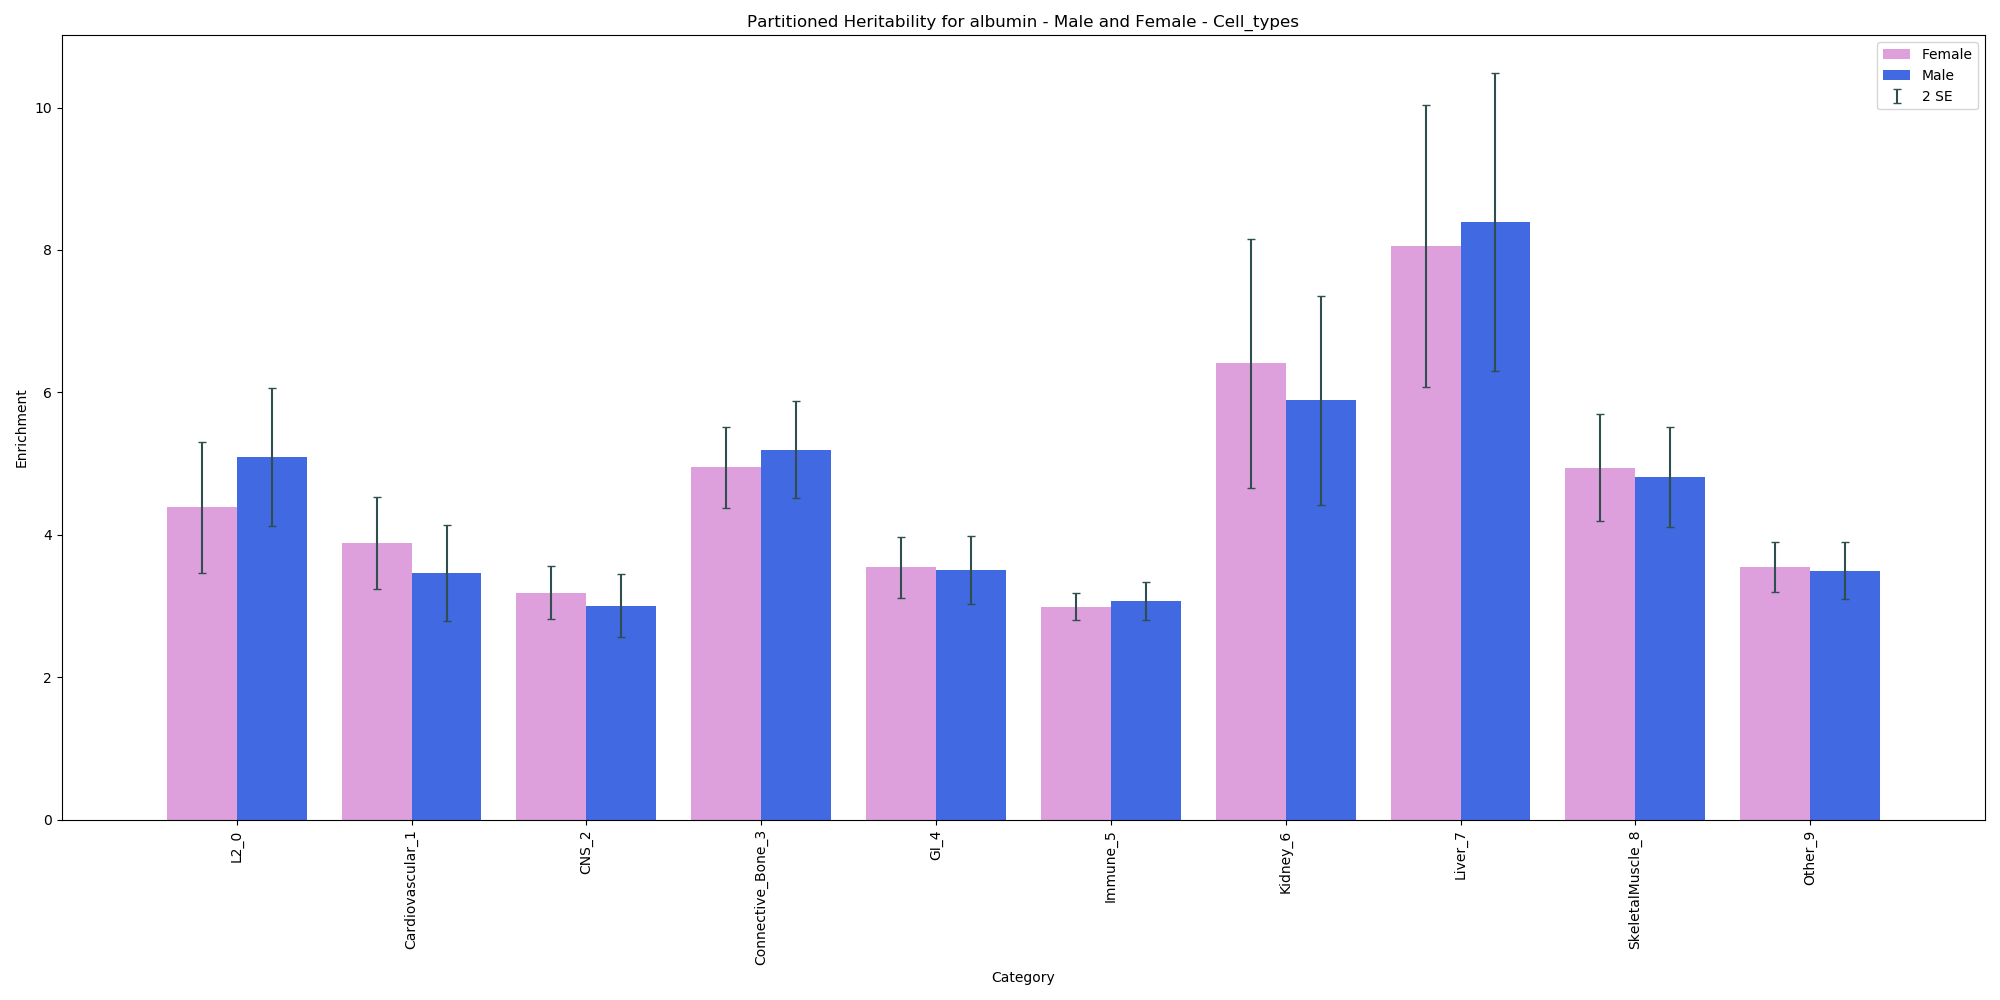 Partitioned Heritability for albumin - Male and Female - Cell_types
Female
Male
2 SE
Enrichment
10
8
6
4
2
0
L2_0
Cardiovascular_1
CNS_2
Connective_Bone_3
GI_4
Immune_5
Kidney_6
Liver_7
SkeletalMuscle_8
Other_9
Category